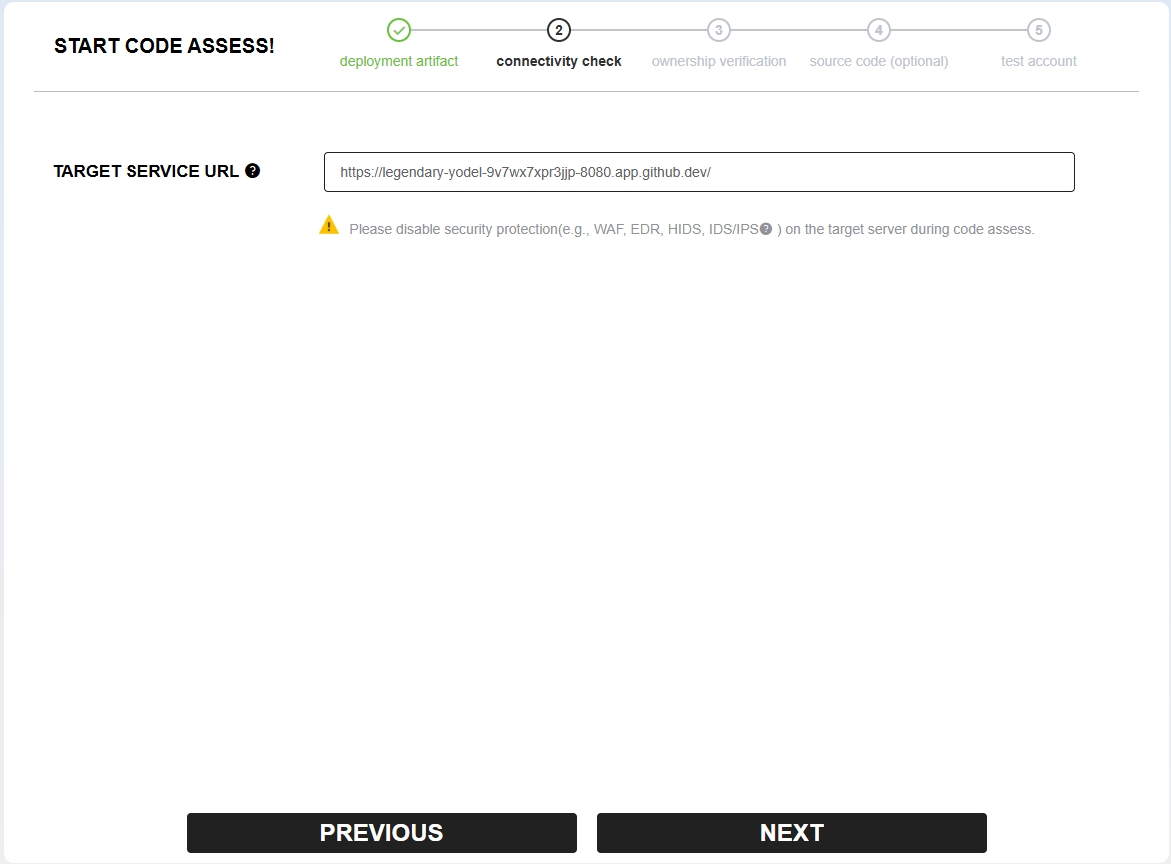 START CODE ASSESS!
2 3 4 5
deployment artifact connectivity check ownership verification source code (optional) test account
TARGET SERVICE URL ?
https://legendary-yodel-9v7wx7xpr3jjp-8080.app.github.dev/
Please disable security protection(e.g., WAF, EDR, HIDS, IDS/IPS? ) on the target server during code assess.
PREVIOUS NEXT